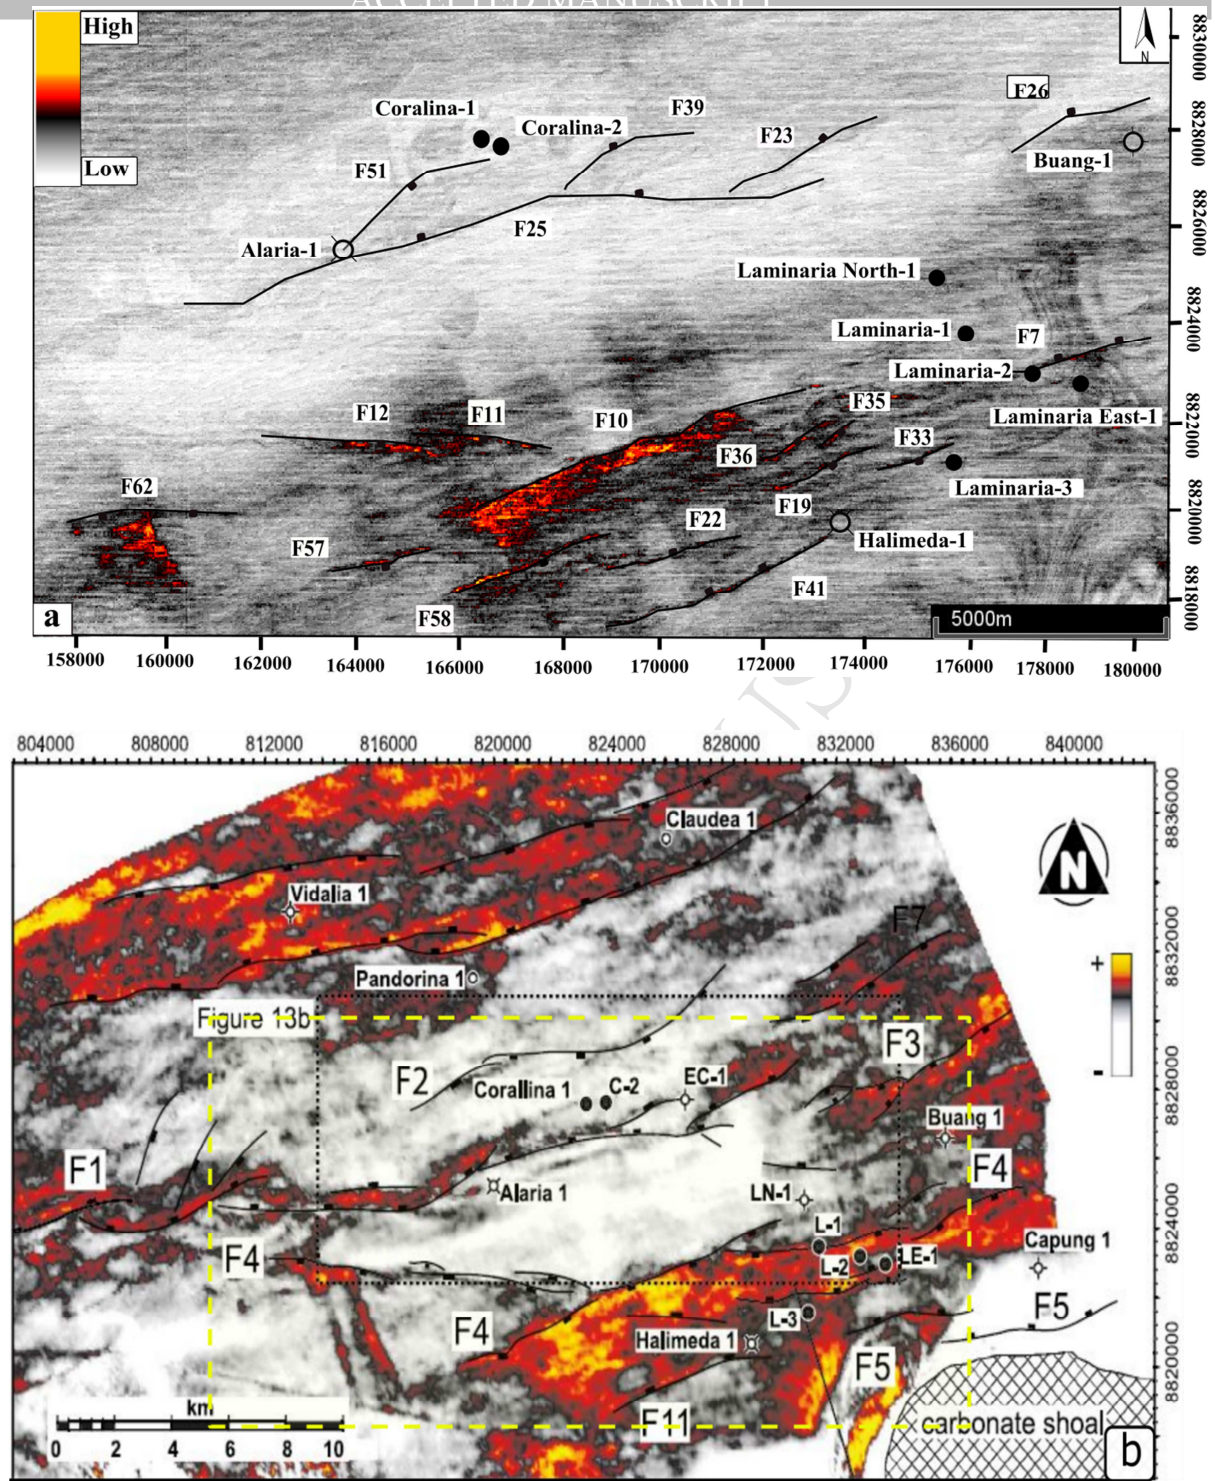 ACCEPTED MANUSCRIPT
High
Low
N
8830000
8828000
8826000
8824000
8822000
8820000
8818000
Coralina-1
Coralina-2
F39
F23
F26
Buang-1
F51
F25
Alaria-1
Laminaria North-1
Laminaria-1
F7
Laminaria-2
Laminaria East-1
F12
F11
F10
F35
F36
F33
Laminaria-3
F62
F57
F22
F19
Halimeda-1
F58
F41
a
5000m
158000 160000 162000 164000 166000 168000 170000 172000 174000 176000 178000 180000
804000 808000 812000 816000 820000 824000 828000 832000 836000 840000
8836000
8832000
8828000
8824000
8820000
N
+
-
Claudea 1
Vidalia 1
F7
Pandorina 1
Figure 13b
F2
F3
Corallina 1
C-2
EC-1
Buang 1
F1
F4
Alaria 1
LN-1
L-1
Capung 1
F4
L-2
LE-1
F5
F4
L-3
Halimeda 1
F5
km
F11
carbonate shoal
0 2 4 6 8 10
b